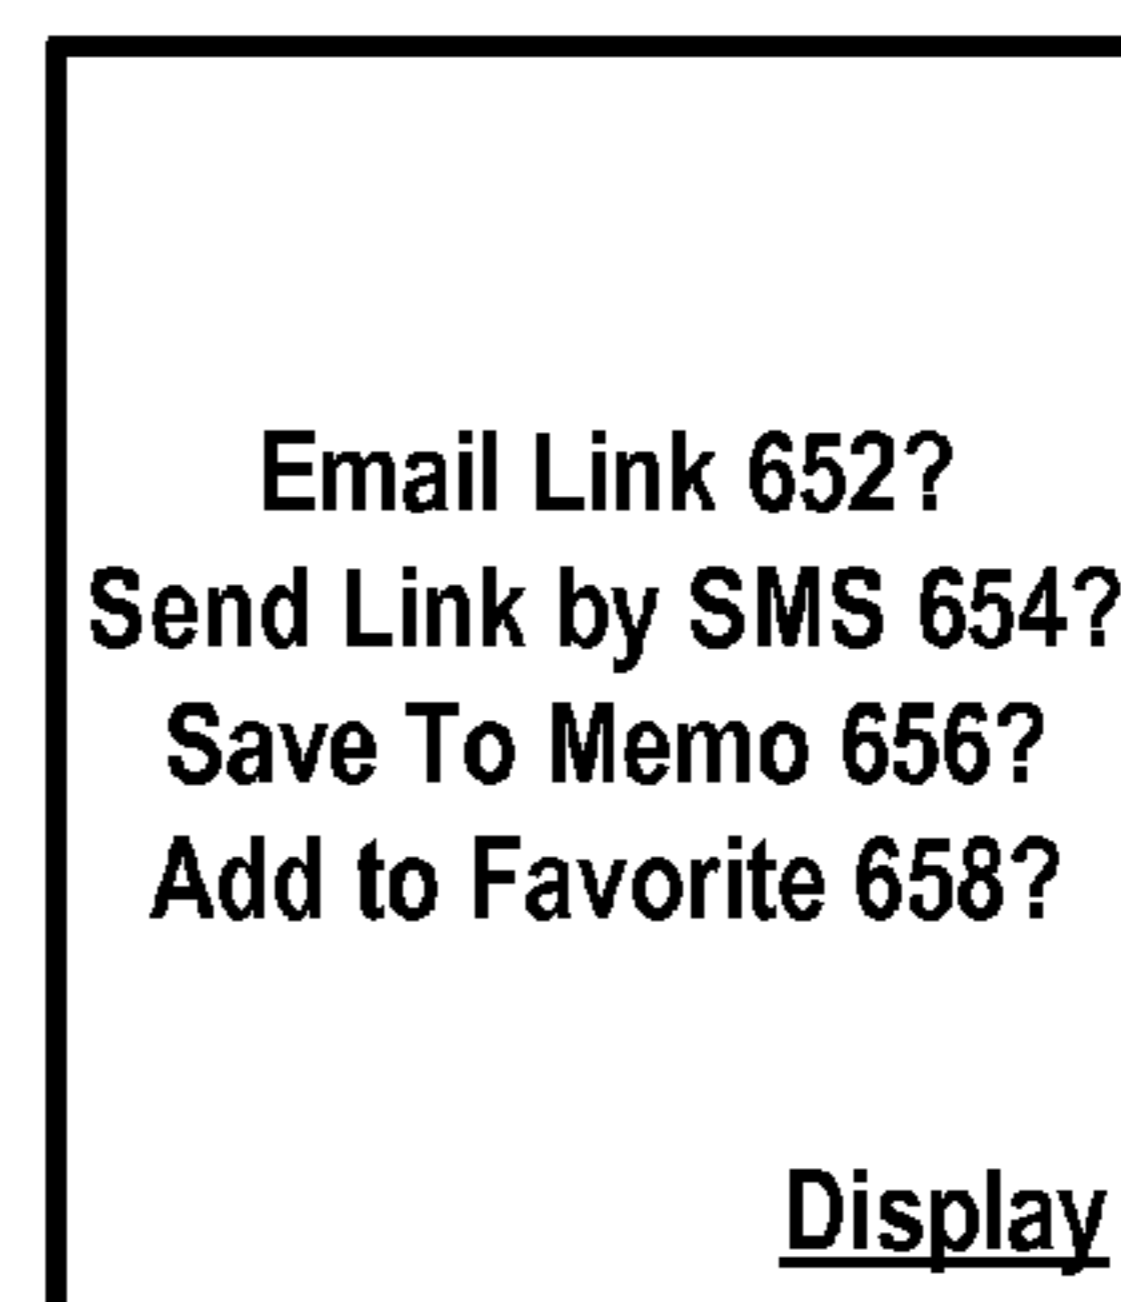 Email Link 652?
Send Link by SMS 654?
Save To Memo 656?
Add to Favorite 658?
Display